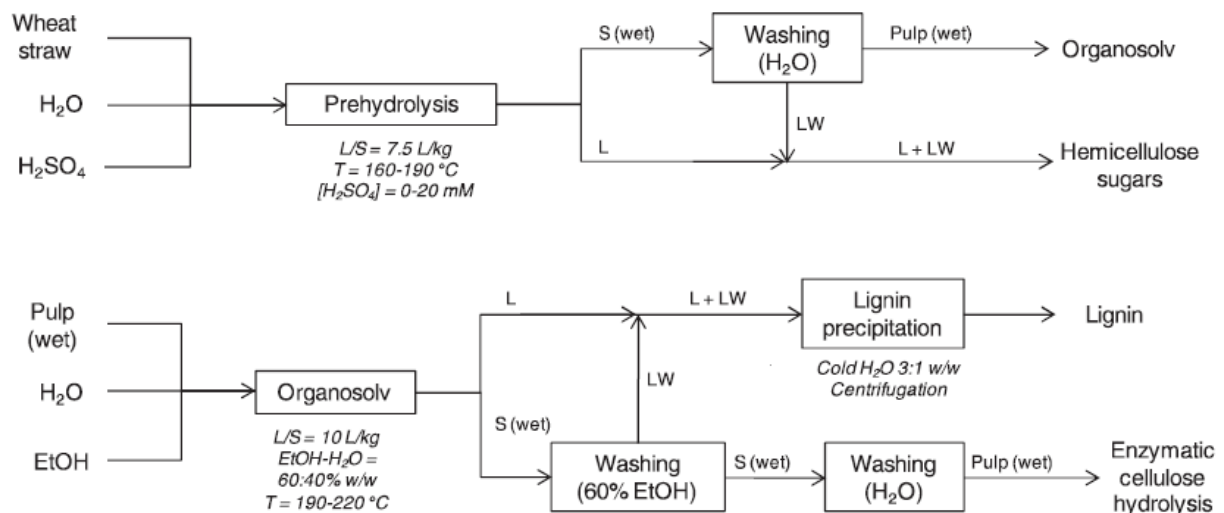 Wheat
straw
H₂O
H₂SO₄
Prehydrolysis
L/S = 7.5 L/kg
T = 160-190 °C
[H₂SO₄] = 0-20 mM
S (wet)
Washing
(H₂O)
Pulp (wet)
Organosolv
LW
L
L + LW
Hemicellulose
sugars
Pulp
(wet)
H₂O
EtOH
Organosolv
L/S = 10 L/kg
EtOH-H₂O =
60:40% w/w
T = 190-220 °C
L
L + LW
Lignin
precipitation
Lignin
Cold H₂O 3:1 w/w
Centrifugation
LW
S (wet)
Washing
(60% EtOH)
S (wet)
Washing
(H₂O)
Pulp (wet)
Enzymatic
cellulose
hydrolysis